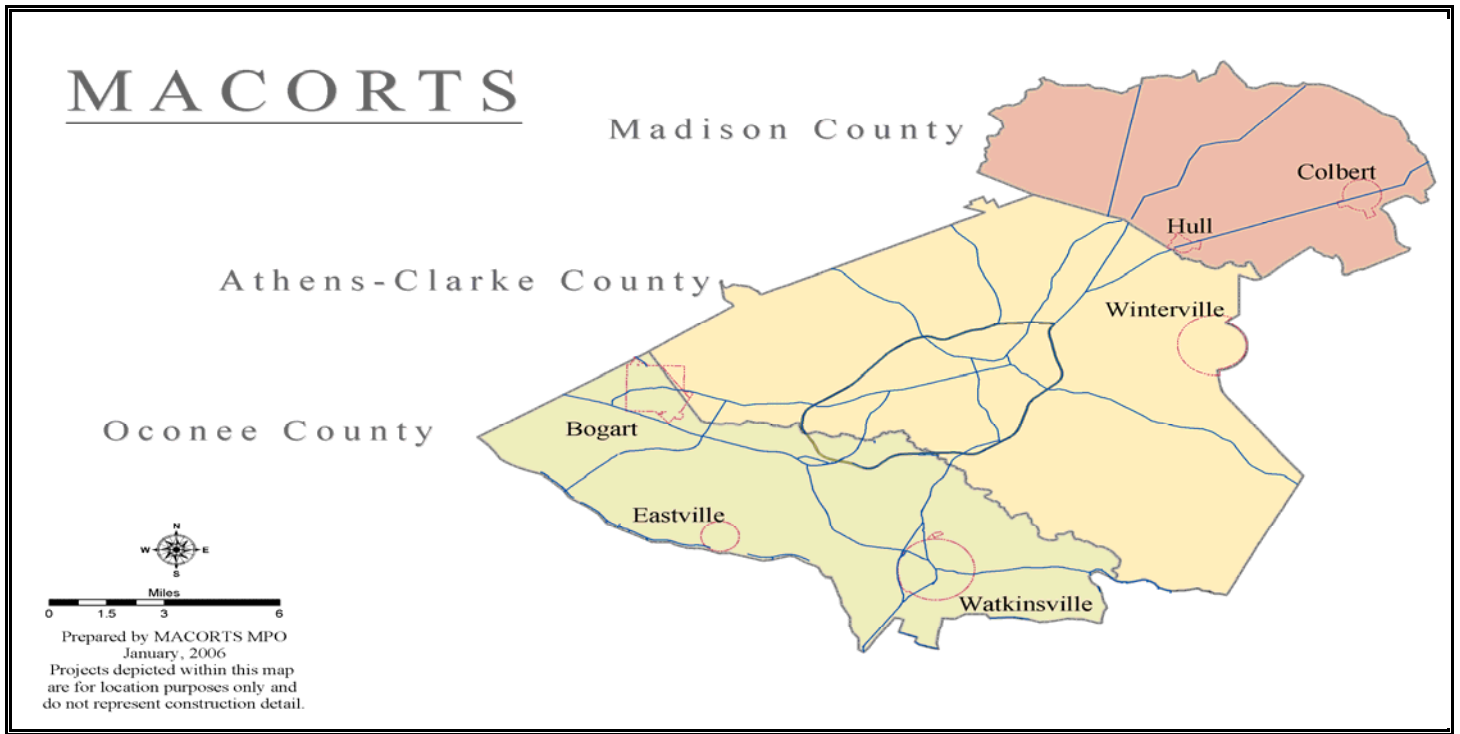 MACORTS
Madison County
Colbert
Hull
Athens-Clarke County
Winterville
Oconee County
Bogart
Eastville
Watkinsville
N
W E
S
Miles
0 1.5 3 6
Prepared by MACORTS MPO
January, 2006
Projects depicted within this map
are for location purposes only and
do not represent construction detail.